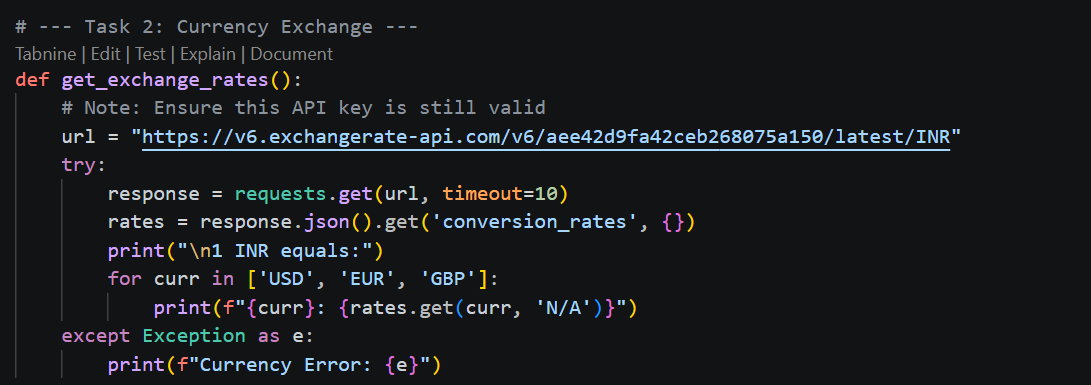 # --- Task 2: Currency Exchange ---
Tabnine | Edit | Test | Explain | Document
def get_exchange_rates():
    # Note: Ensure this API key is still valid
    url = "https://v6.exchangerate-api.com/v6/aee42d9fa42ceb268075a150/latest/INR"
    try:
        response = requests.get(url, timeout=10)
        rates = response.json().get('conversion_rates', {})
        print("\n1 INR equals:")
        for curr in ['USD', 'EUR', 'GBP']:
            print(f"{curr}: {rates.get(curr, 'N/A')}")
    except Exception as e:
        print(f"Currency Error: {e}")